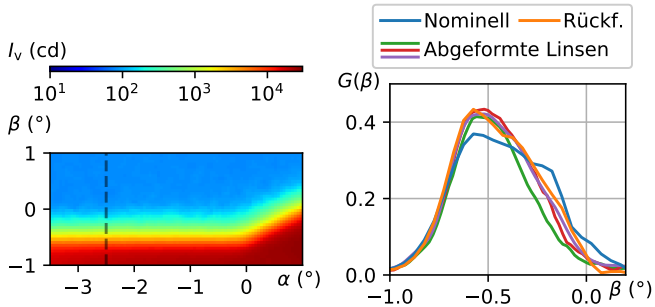 I_v (cd)
10^1 10^2 10^3 10^4
β (°)
1
0
−1
−3 −2 −1 0 α (°)
Nominell Rückf.
Abgeformte Linsen
G(β)
0.4
0.2
0.0
−1.0 −0.5 0.0
β (°)